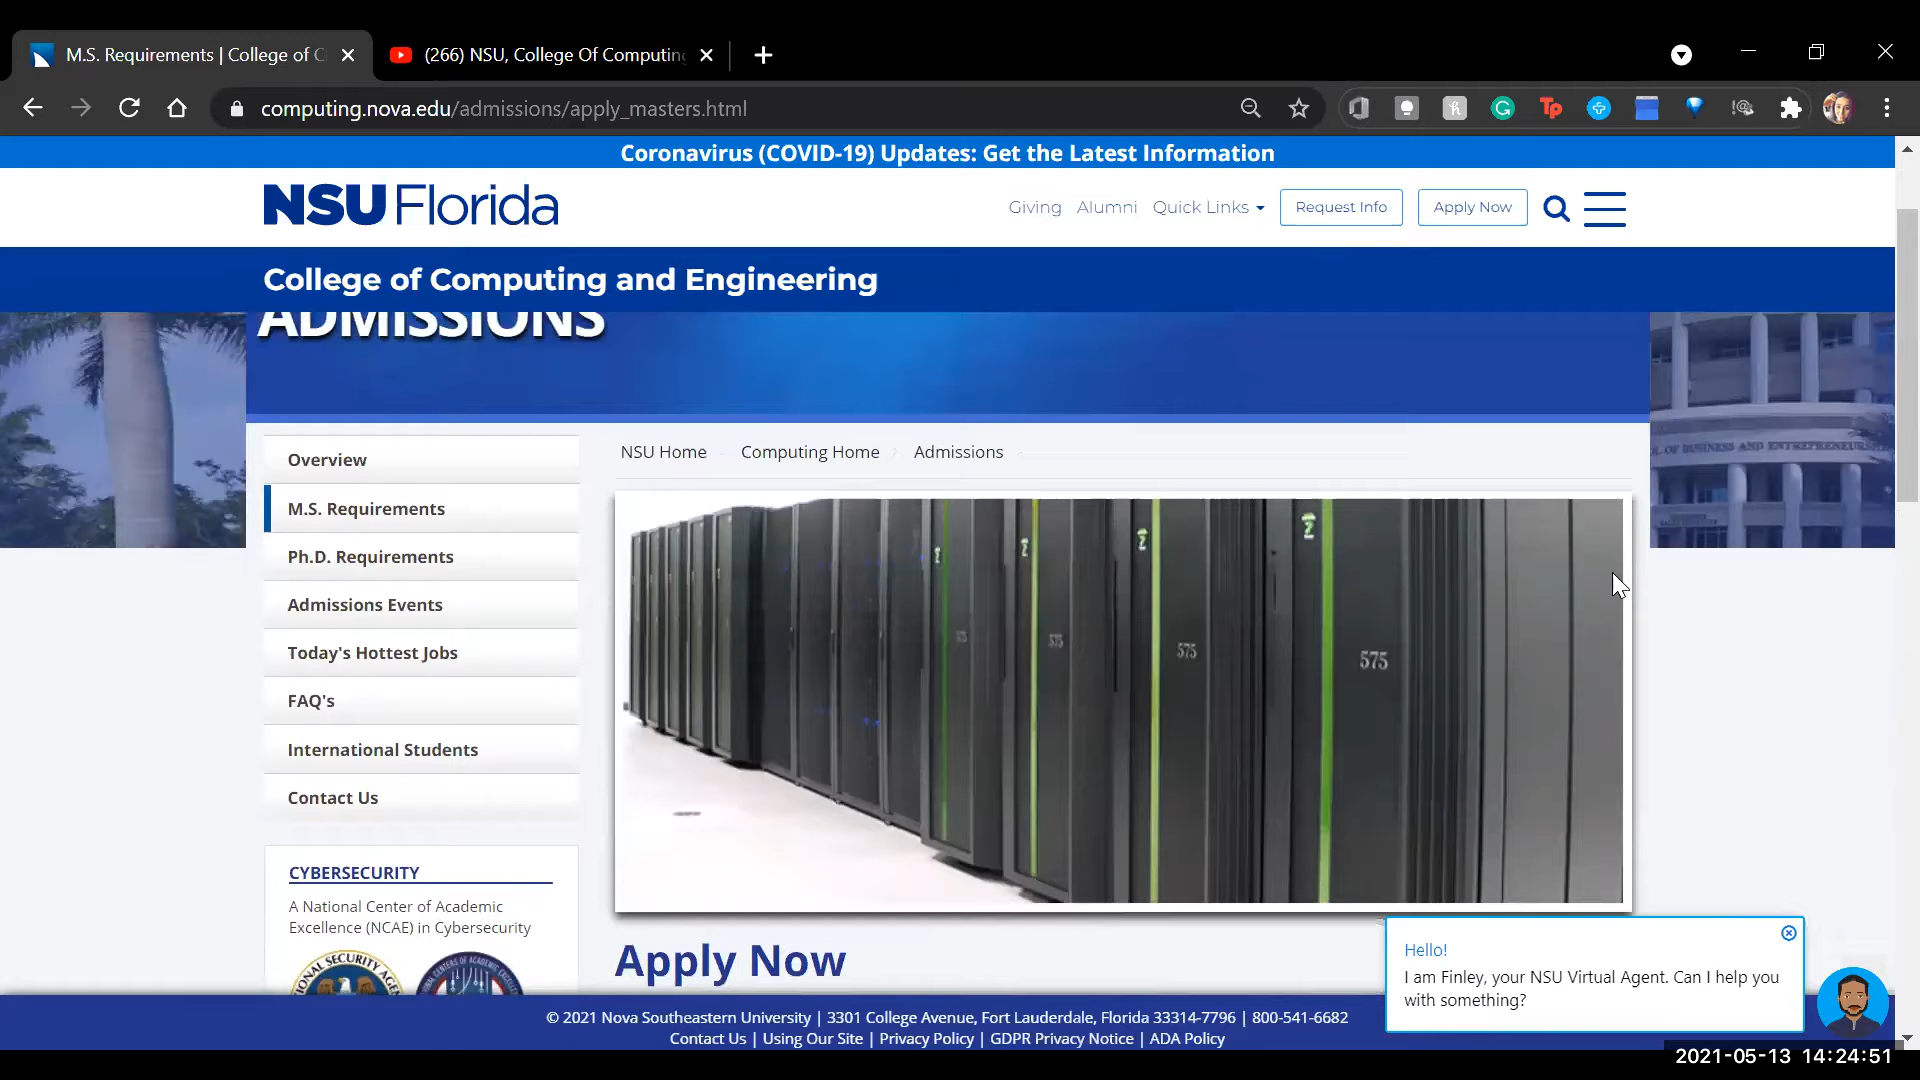 M.S. Requirements | College of C
(266) NSU, College Of Computing
computing.nova.edu/admissions/apply_masters.html
Coronavirus (COVID-19) Updates: Get the Latest Information
NSU Florida
Giving Alumni Quick Links Request Info Apply Now
College of Computing and Engineering
ADMISSIONS
NSU Home Computing Home Admissions
Overview
M.S. Requirements
Ph.D. Requirements
Admissions Events
Today's Hottest Jobs
FAQ's
International Students
Contact Us
575 575 575 575
OF BUSINESS AND ENTREPRENEUR
CYBERSECURITY
A National Center of Academic
Excellence (NCAE) in Cybersecurity
Apply Now
Hello!
I am Finley, your NSU Virtual Agent. Can I help you
with something?
© 2021 Nova Southeastern University | 3301 College Avenue, Fort Lauderdale, Florida 33314-7796 | 800-541-6682
Contact Us | Using Our Site | Privacy Policy | GDPR Privacy Notice | ADA Policy
2021-05-13 14:24:51